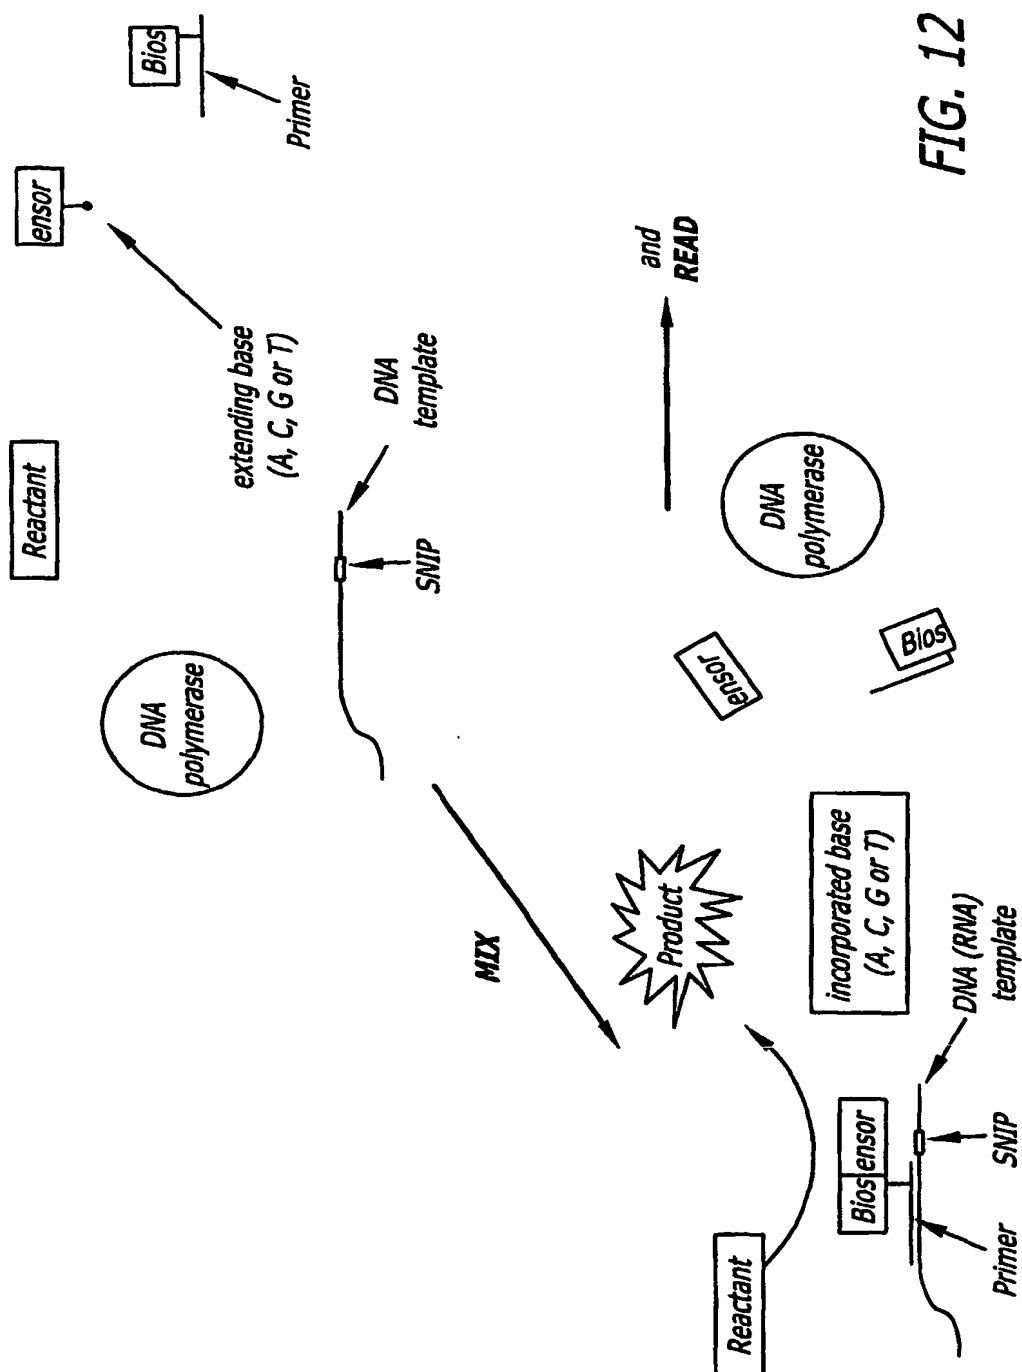 Reactant
ensor
Bios
DNA
polymerase
extending base
(A, C, G or T)
Primer
DNA
template
SNIP
MIX
and
READ
Product
ensor
Reactant
DNA
polymerase
incorporated base
(A, C, G or T)
Bios ensor
Bios
DNA (RNA)
template
Primer
SNIP
FIG. 12